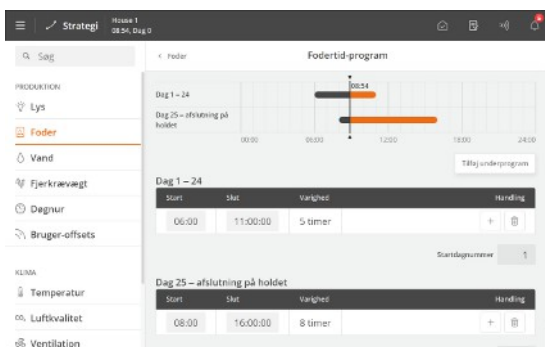 Strategi
House 1
08:54, Dag 0
Søg
Foder
Fodertid-program
PRODUKTION
Lys
Foder
Vand
Fjerkrævægt
Døgnur
Bruger-offsets
KLIMA
Temperatur
CO₂ Luftkvalitet
Ventilation
08:54
Dag 1 – 24
Dag 25 – afslutning på
holdet
00:00 06:00 12:00 18:00 24:00
Tilføj underprogram
Dag 1 – 24
Start Slut Varighed Handling
06:00 11:00:00 5 timer +
Startdagnummer 1
Dag 25 – afslutning på holdet
Start Slut Varighed Handling
08:00 16:00:00 8 timer +